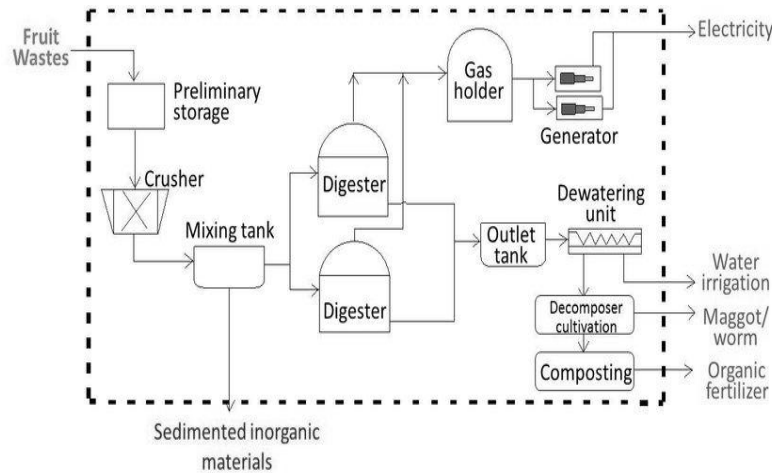 Fruit
Wastes
Preliminary
storage
Crusher
Mixing tank
Digester
Digester
Gas
holder
Generator
Electricity
Outlet
tank
Dewatering
unit
Water
irrigation
Decomposer
cultivation
Maggot/
worm
Composting
Organic
fertilizer
Sedimented inorganic
materials